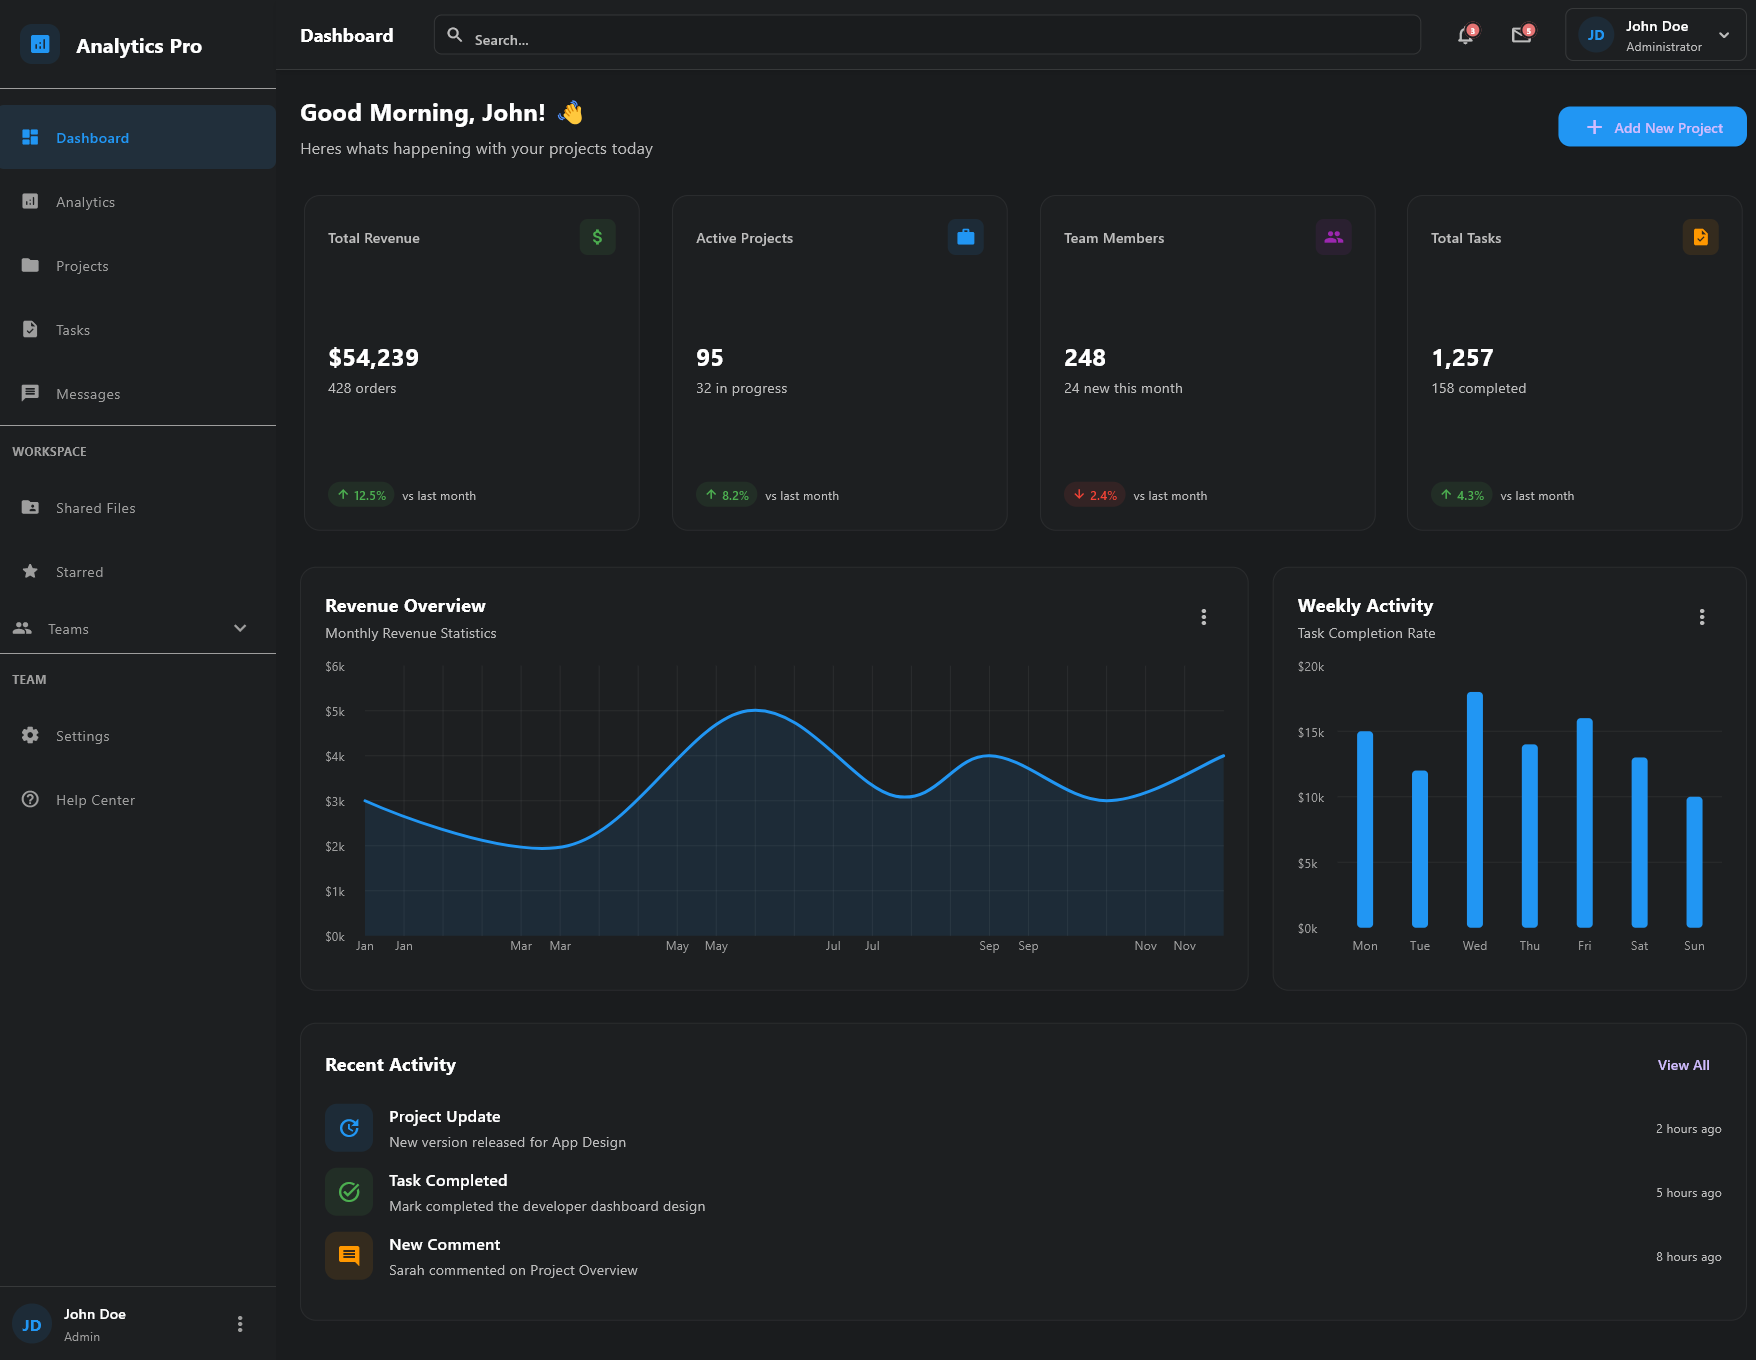 Analytics Pro
Dashboard
Analytics
Projects
Tasks
Messages
WORKSPACE
Shared Files
Starred
Teams
TEAM
Settings
Help Center
JD
John Doe
Admin
Dashboard
Search...
3
5
JD
John Doe
Administrator
Good Morning, John! 👋
Heres whats happening with your projects today
Add New Project
Total Revenue
$54,239
428 orders
12.5% vs last month
Active Projects
95
32 in progress
8.2% vs last month
Team Members
248
24 new this month
2.4% vs last month
Total Tasks
1,257
158 completed
4.3% vs last month
Revenue Overview
Monthly Revenue Statistics
$6k
$5k
$4k
$3k
$2k
$1k
$0k
Jan Jan Mar Mar May May Jul Jul Sep Sep Nov Nov
Weekly Activity
Task Completion Rate
$20k
$15k
$10k
$5k
$0k
Mon Tue Wed Thu Fri Sat Sun
Recent Activity
View All
Project Update
New version released for App Design
2 hours ago
Task Completed
Mark completed the developer dashboard design
5 hours ago
New Comment
Sarah commented on Project Overview
8 hours ago